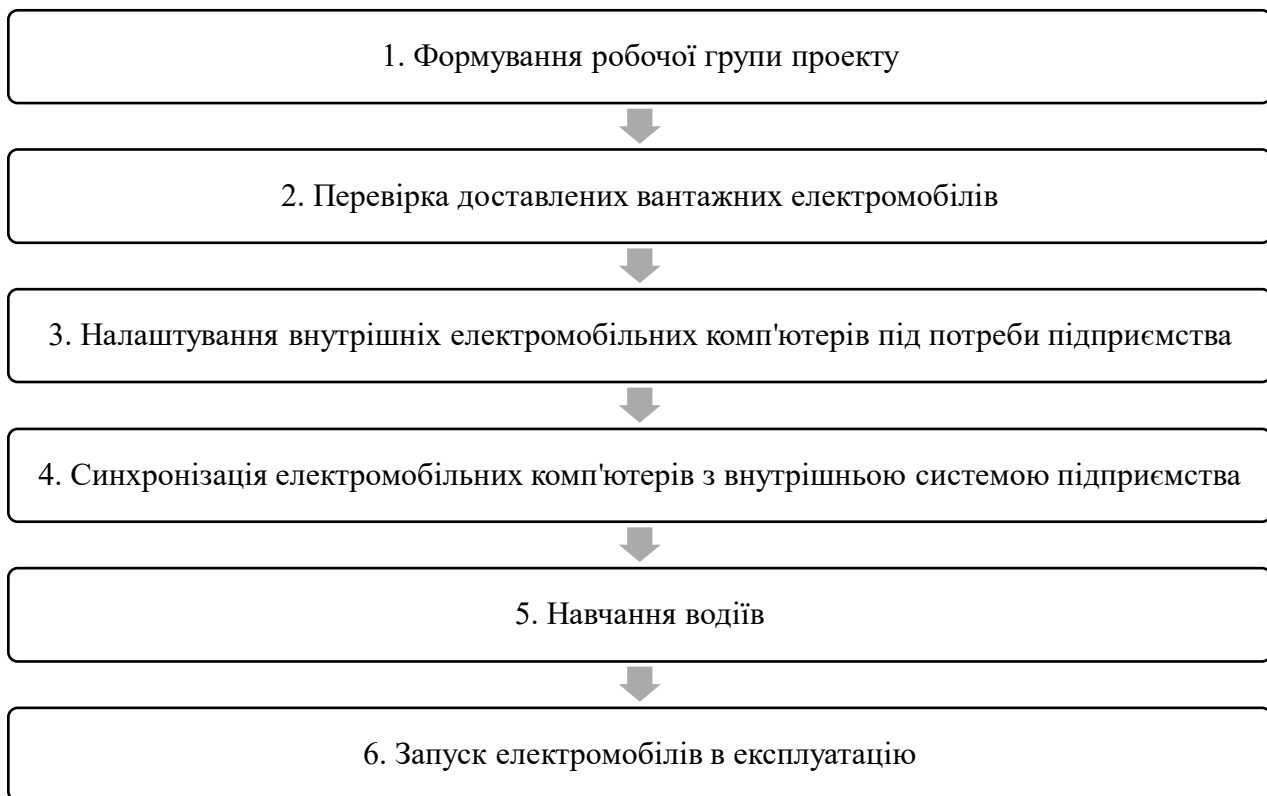 1. Формування робочої групи проекту
2. Перевірка доставлених вантажних електромобілів
3. Налаштування внутрішніх електромобільних комп'ютерів під потреби підприємства
4. Синхронізація електромобільних комп'ютерів з внутрішньою системою підприємства
5. Навчання водіїв
6. Запуск електромобілів в експлуатацію